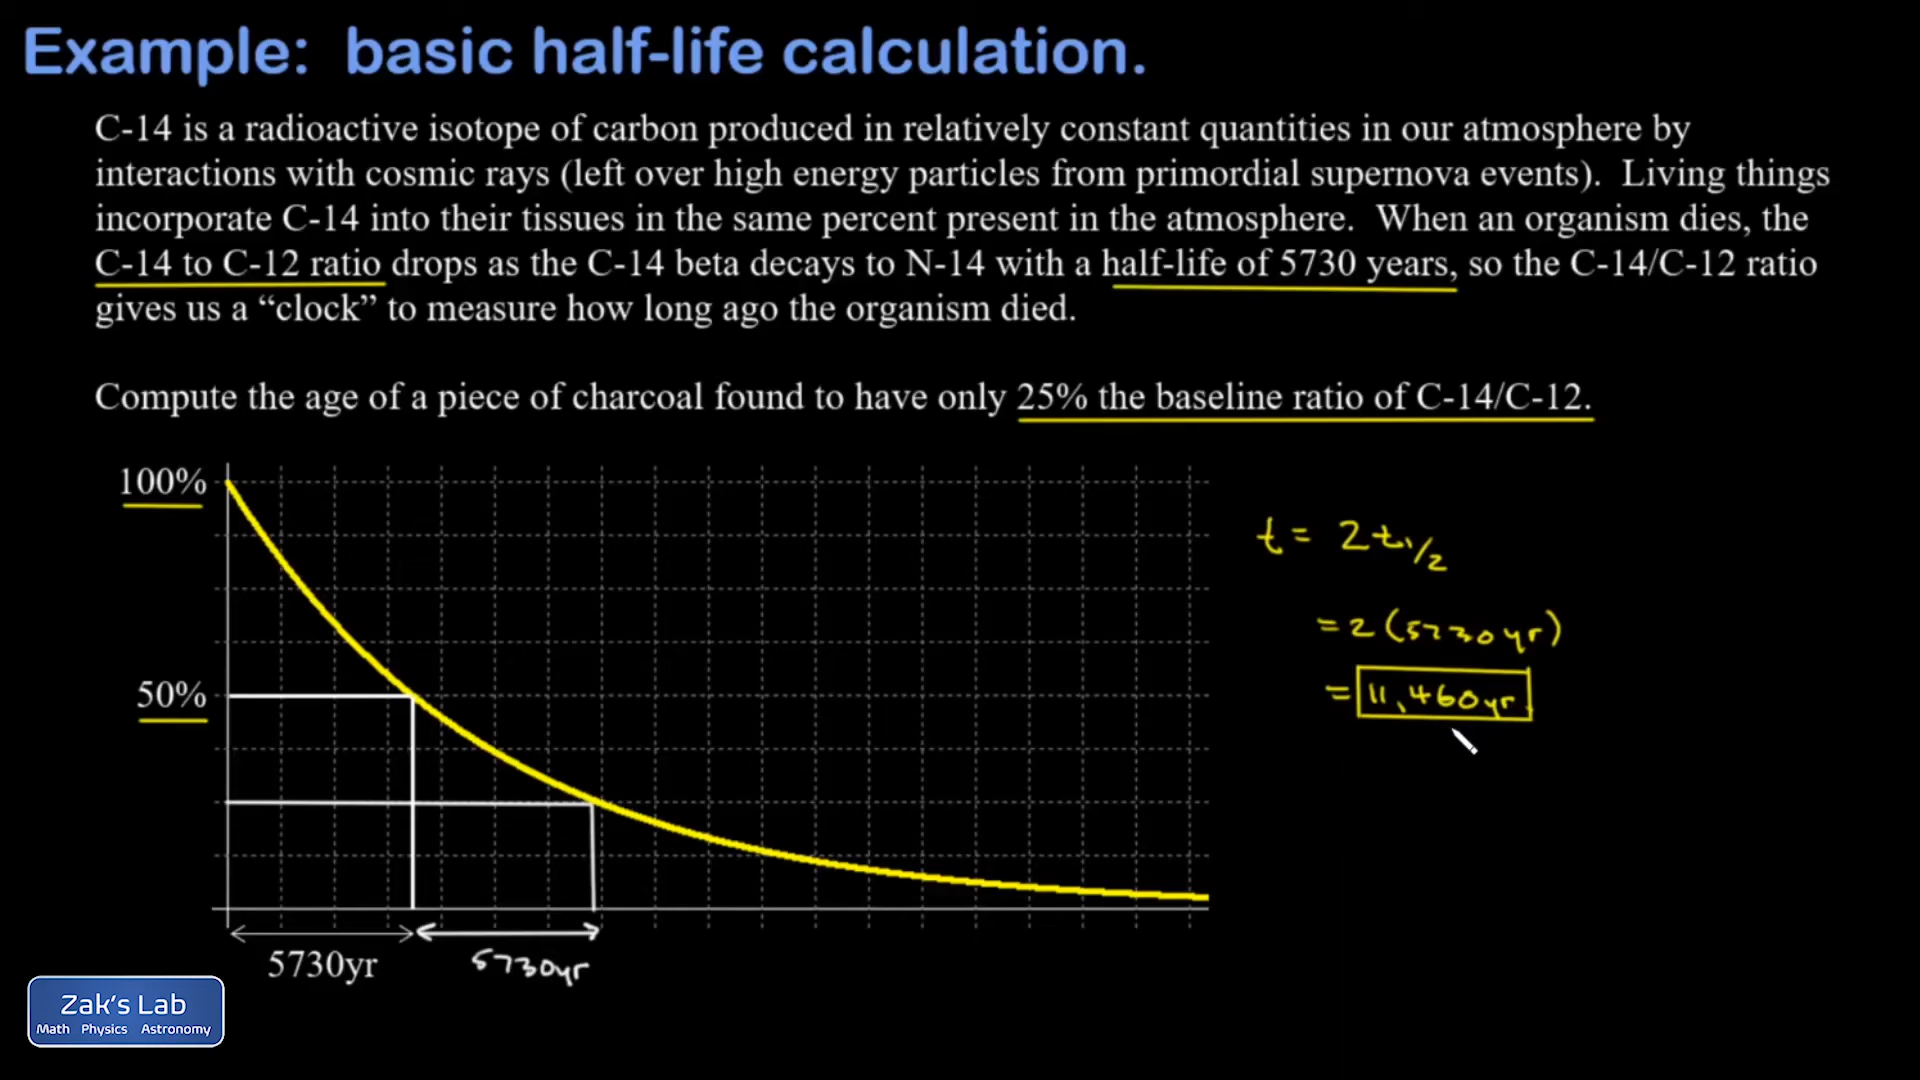 Example: basic half-life calculation.
C-14 is a radioactive isotope of carbon produced in relatively constant quantities in our atmosphere by
interactions with cosmic rays (left over high energy particles from primordial supernova events). Living things
incorporate C-14 into their tissues in the same percent present in the atmosphere. When an organism dies, the
C-14 to C-12 ratio drops as the C-14 beta decays to N-14 with a half-life of 5730 years, so the C-14/C-12 ratio
gives us a “clock” to measure how long ago the organism died.
Compute the age of a piece of charcoal found to have only 25% the baseline ratio of C-14/C-12.
100%
50%
5730yr
5730yr
t = 2t1/2
= 2 (5730yr)
= 11,460yr
Zak's Lab
Math Physics Astronomy